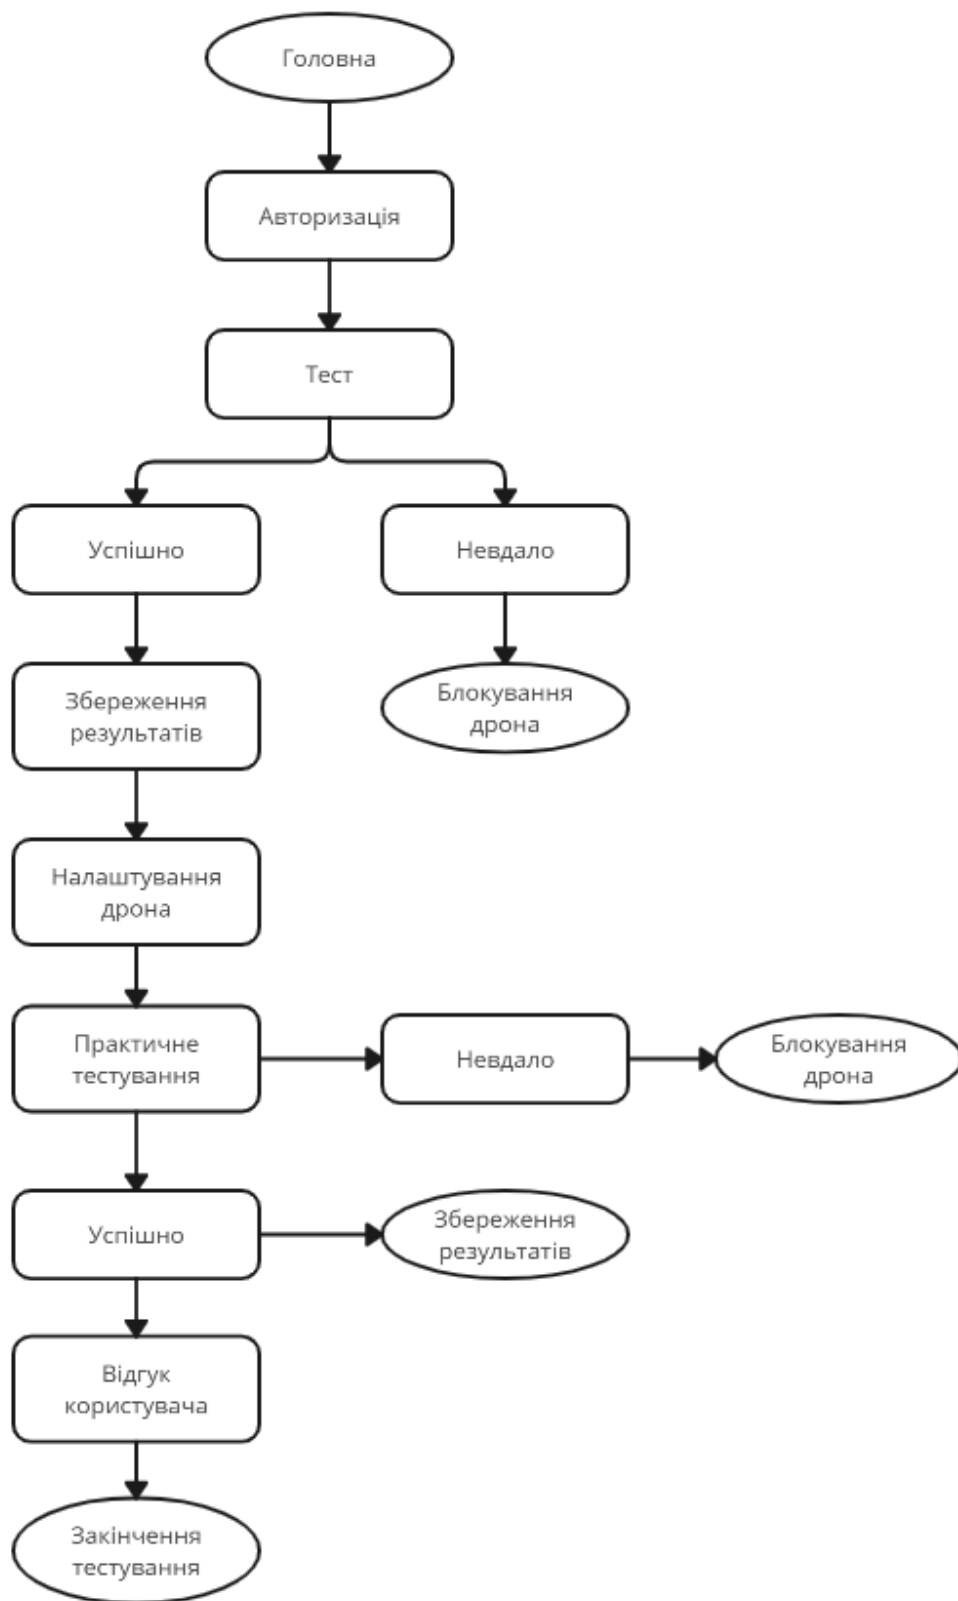 Головна
Авторизація
Тест
Успішно
Невдало
Збереження
результатів
Блокування
дрона
Налаштування
дрона
Практичне
тестування
Невдало
Блокування
дрона
Успішно
Збереження
результатів
Відгук
користувача
Закінчення
тестування